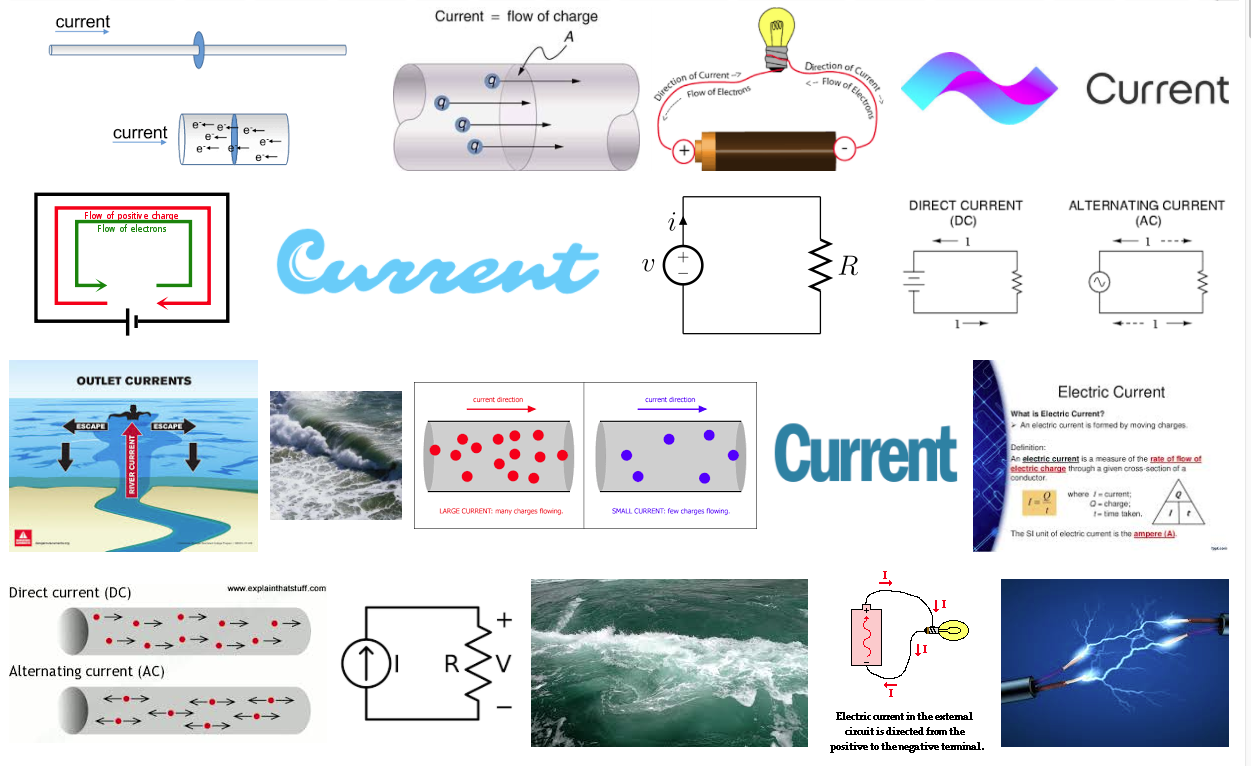 current
current
e⁻ e⁻ e⁻ e⁻ e⁻ e⁻ e⁻ e⁻
Current = flow of charge
A
q
q
q
q
Direction of Current ->
<---- Flow of Electrons
Direction of Current ->
<-- Flow of Electrons
+
-
Current
Flow of positive charge
Flow of electrons
Current
i
v
+
−
R
DIRECT CURRENT
(DC)
1
1
ALTERNATING CURRENT
(AC)
1
1
OUTLET CURRENTS
ESCAPE
ESCAPE
RIVER CURRENT
current direction
LARGE CURRENT: many charges flowing.
current direction
SMALL CURRENT: few charges flowing.
Current
Electric Current
What is Electric Current?
➢ An electric current is formed by moving charges.
Definition:
An electric current is a measure of the rate of flow of
electric charge through a given cross-section of a
conductor.
I = Q/t
where I = current;
Q = charge;
t = time taken.
Q
I t
The SI unit of electric current is the ampere (A).
www.explainthatstuff.com
Direct current (DC)
Alternating current (AC)
I
R
+
V
−
I
I
I
I
+
-
Electric current in the external
circuit is directed from the
positive to the negative terminal.